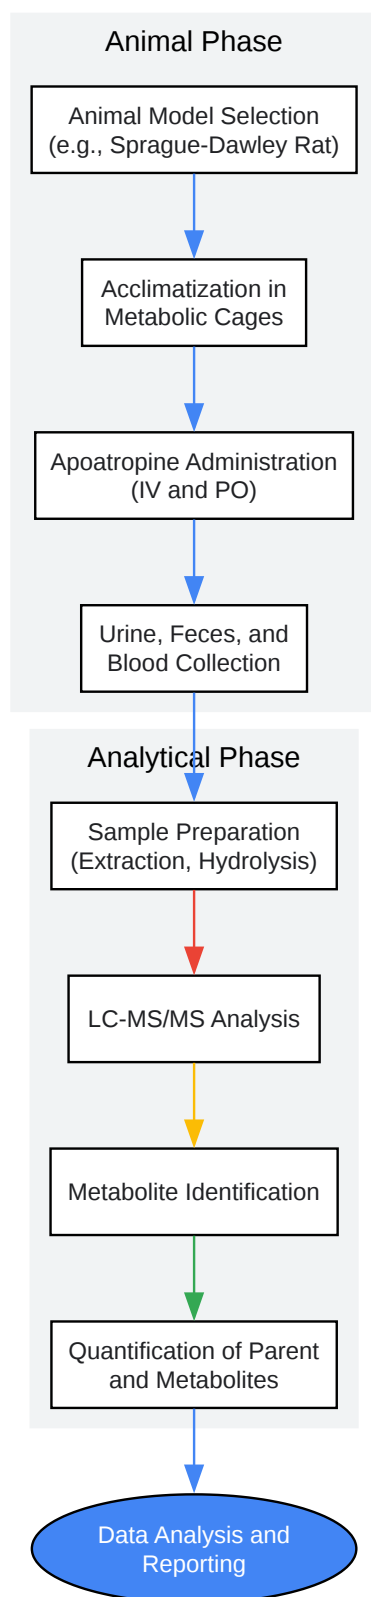 Animal Phase
Animal Model Selection
(e.g., Sprague-Dawley Rat)
Acclimatization in
Metabolic Cages
Apoatropine Administration
(IV and PO)
Urine, Feces, and
Blood Collection
Analytical Phase
Sample Preparation
(Extraction, Hydrolysis)
LC-MS/MS Analysis
Metabolite Identification
Quantification of Parent
and Metabolites
Data Analysis and
Reporting